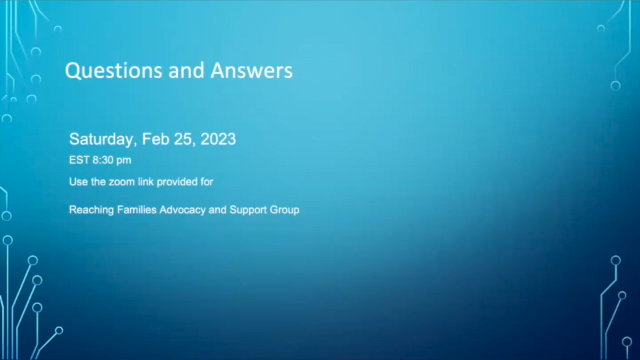 Questions and Answers
Saturday, Feb 25, 2023
EST 8:30 pm
Use the zoom link provided for
Reaching Families Advocacy and Support Group